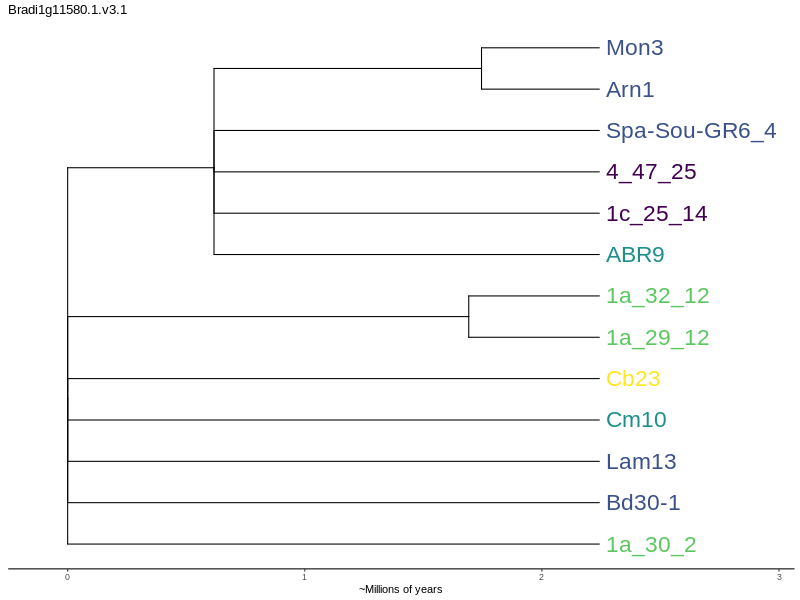 Bradi1g11580.1.v3.1
Mon3
Arn1
Spa-Sou-GR6_4
4_47_25
1c_25_14
ABR9
1a_32_12
1a_29_12
Cb23
Cm10
Lam13
Bd30-1
1a_30_2
0 1 2 3
~Millions of years